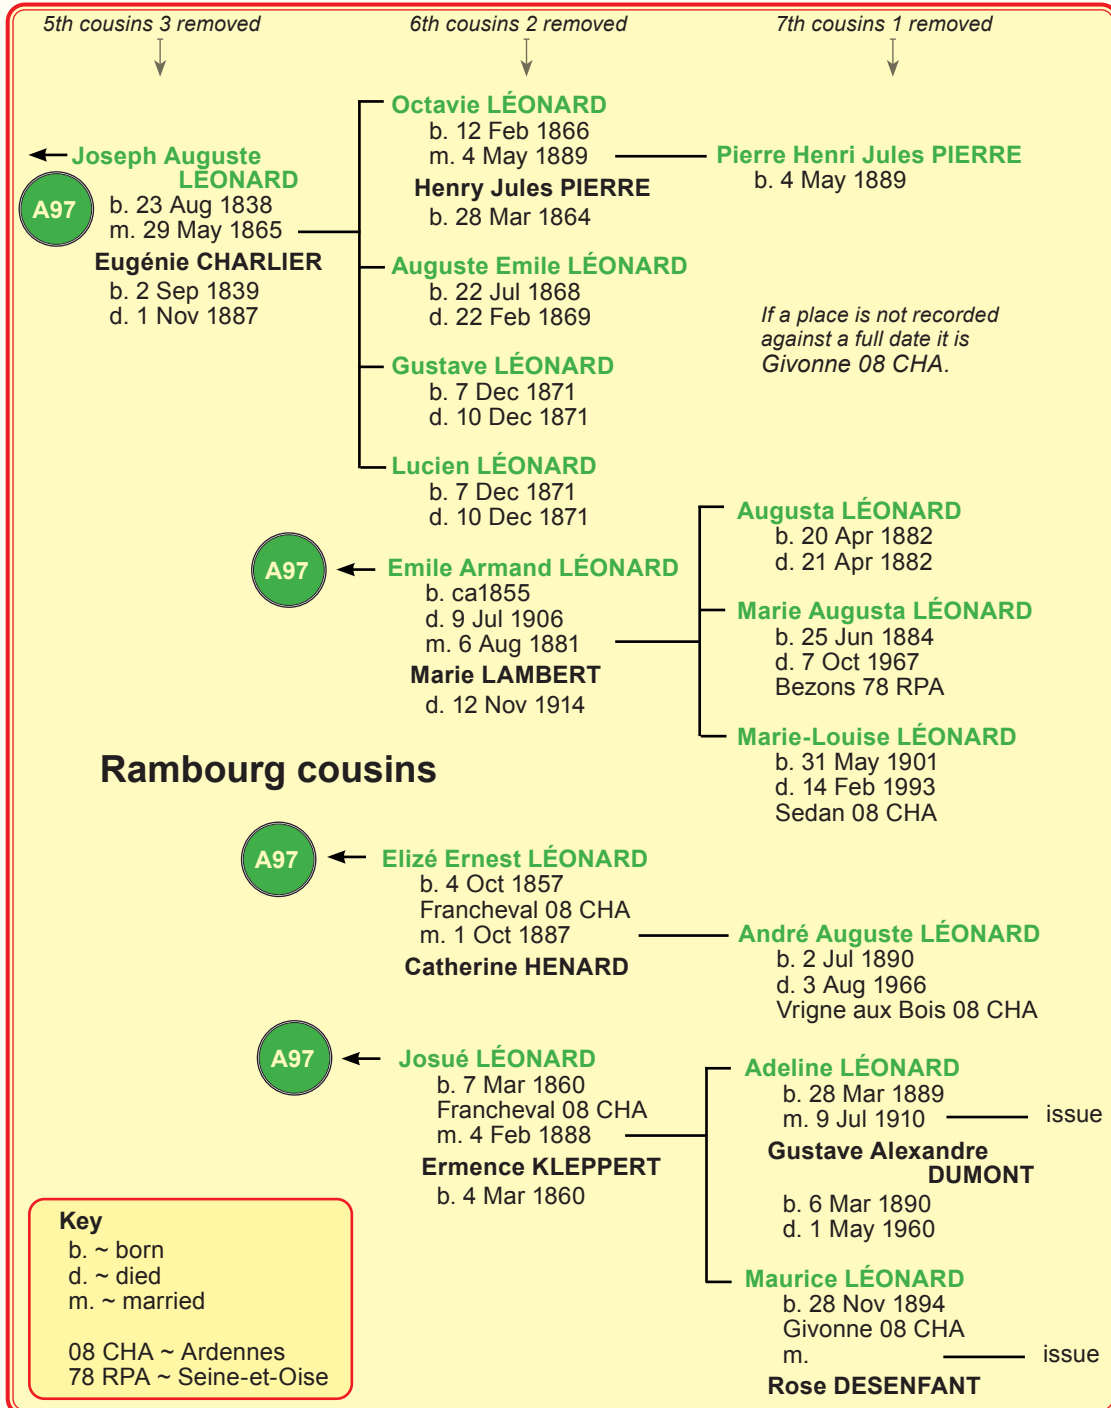 5th cousins 3 removed
6th cousins 2 removed
7th cousins 1 removed
Joseph Auguste
LÉONARD
A97
b. 23 Aug 1838
m. 29 May 1865
Eugénie CHARLIER
b. 2 Sep 1839
d. 1 Nov 1887
Octavie LÉONARD
b. 12 Feb 1866
m. 4 May 1889
Henry Jules PIERRE
b. 28 Mar 1864
Pierre Henri Jules PIERRE
b. 4 May 1889
Auguste Emile LÉONARD
b. 22 Jul 1868
d. 22 Feb 1869
If a place is not recorded
against a full date it is
Givonne 08 CHA.
Gustave LÉONARD
b. 7 Dec 1871
d. 10 Dec 1871
Lucien LÉONARD
b. 7 Dec 1871
d. 10 Dec 1871
A97
Emile Armand LÉONARD
b. ca1855
d. 9 Jul 1906
m. 6 Aug 1881
Marie LAMBERT
d. 12 Nov 1914
Augusta LÉONARD
b. 20 Apr 1882
d. 21 Apr 1882
Marie Augusta LÉONARD
b. 25 Jun 1884
d. 7 Oct 1967
Bezons 78 RPA
Marie-Louise LÉONARD
b. 31 May 1901
d. 14 Feb 1993
Sedan 08 CHA
Rambourg cousins
A97
Elizé Ernest LÉONARD
b. 4 Oct 1857
Francheval 08 CHA
m. 1 Oct 1887
Catherine HENARD
André Auguste LÉONARD
b. 2 Jul 1890
d. 3 Aug 1966
Vrigne aux Bois 08 CHA
A97
Josué LÉONARD
b. 7 Mar 1860
Francheval 08 CHA
m. 4 Feb 1888
Ermence KLEPPERT
b. 4 Mar 1860
Adeline LÉONARD
b. 28 Mar 1889
m. 9 Jul 1910
issue
Gustave Alexandre
DUMONT
b. 6 Mar 1890
d. 1 May 1960
Maurice LÉONARD
b. 28 Nov 1894
Givonne 08 CHA
m.
issue
Rose DESENFANT
Key
b. ~ born
d. ~ died
m. ~ married
08 CHA ~ Ardennes
78 RPA ~ Seine-et-Oise